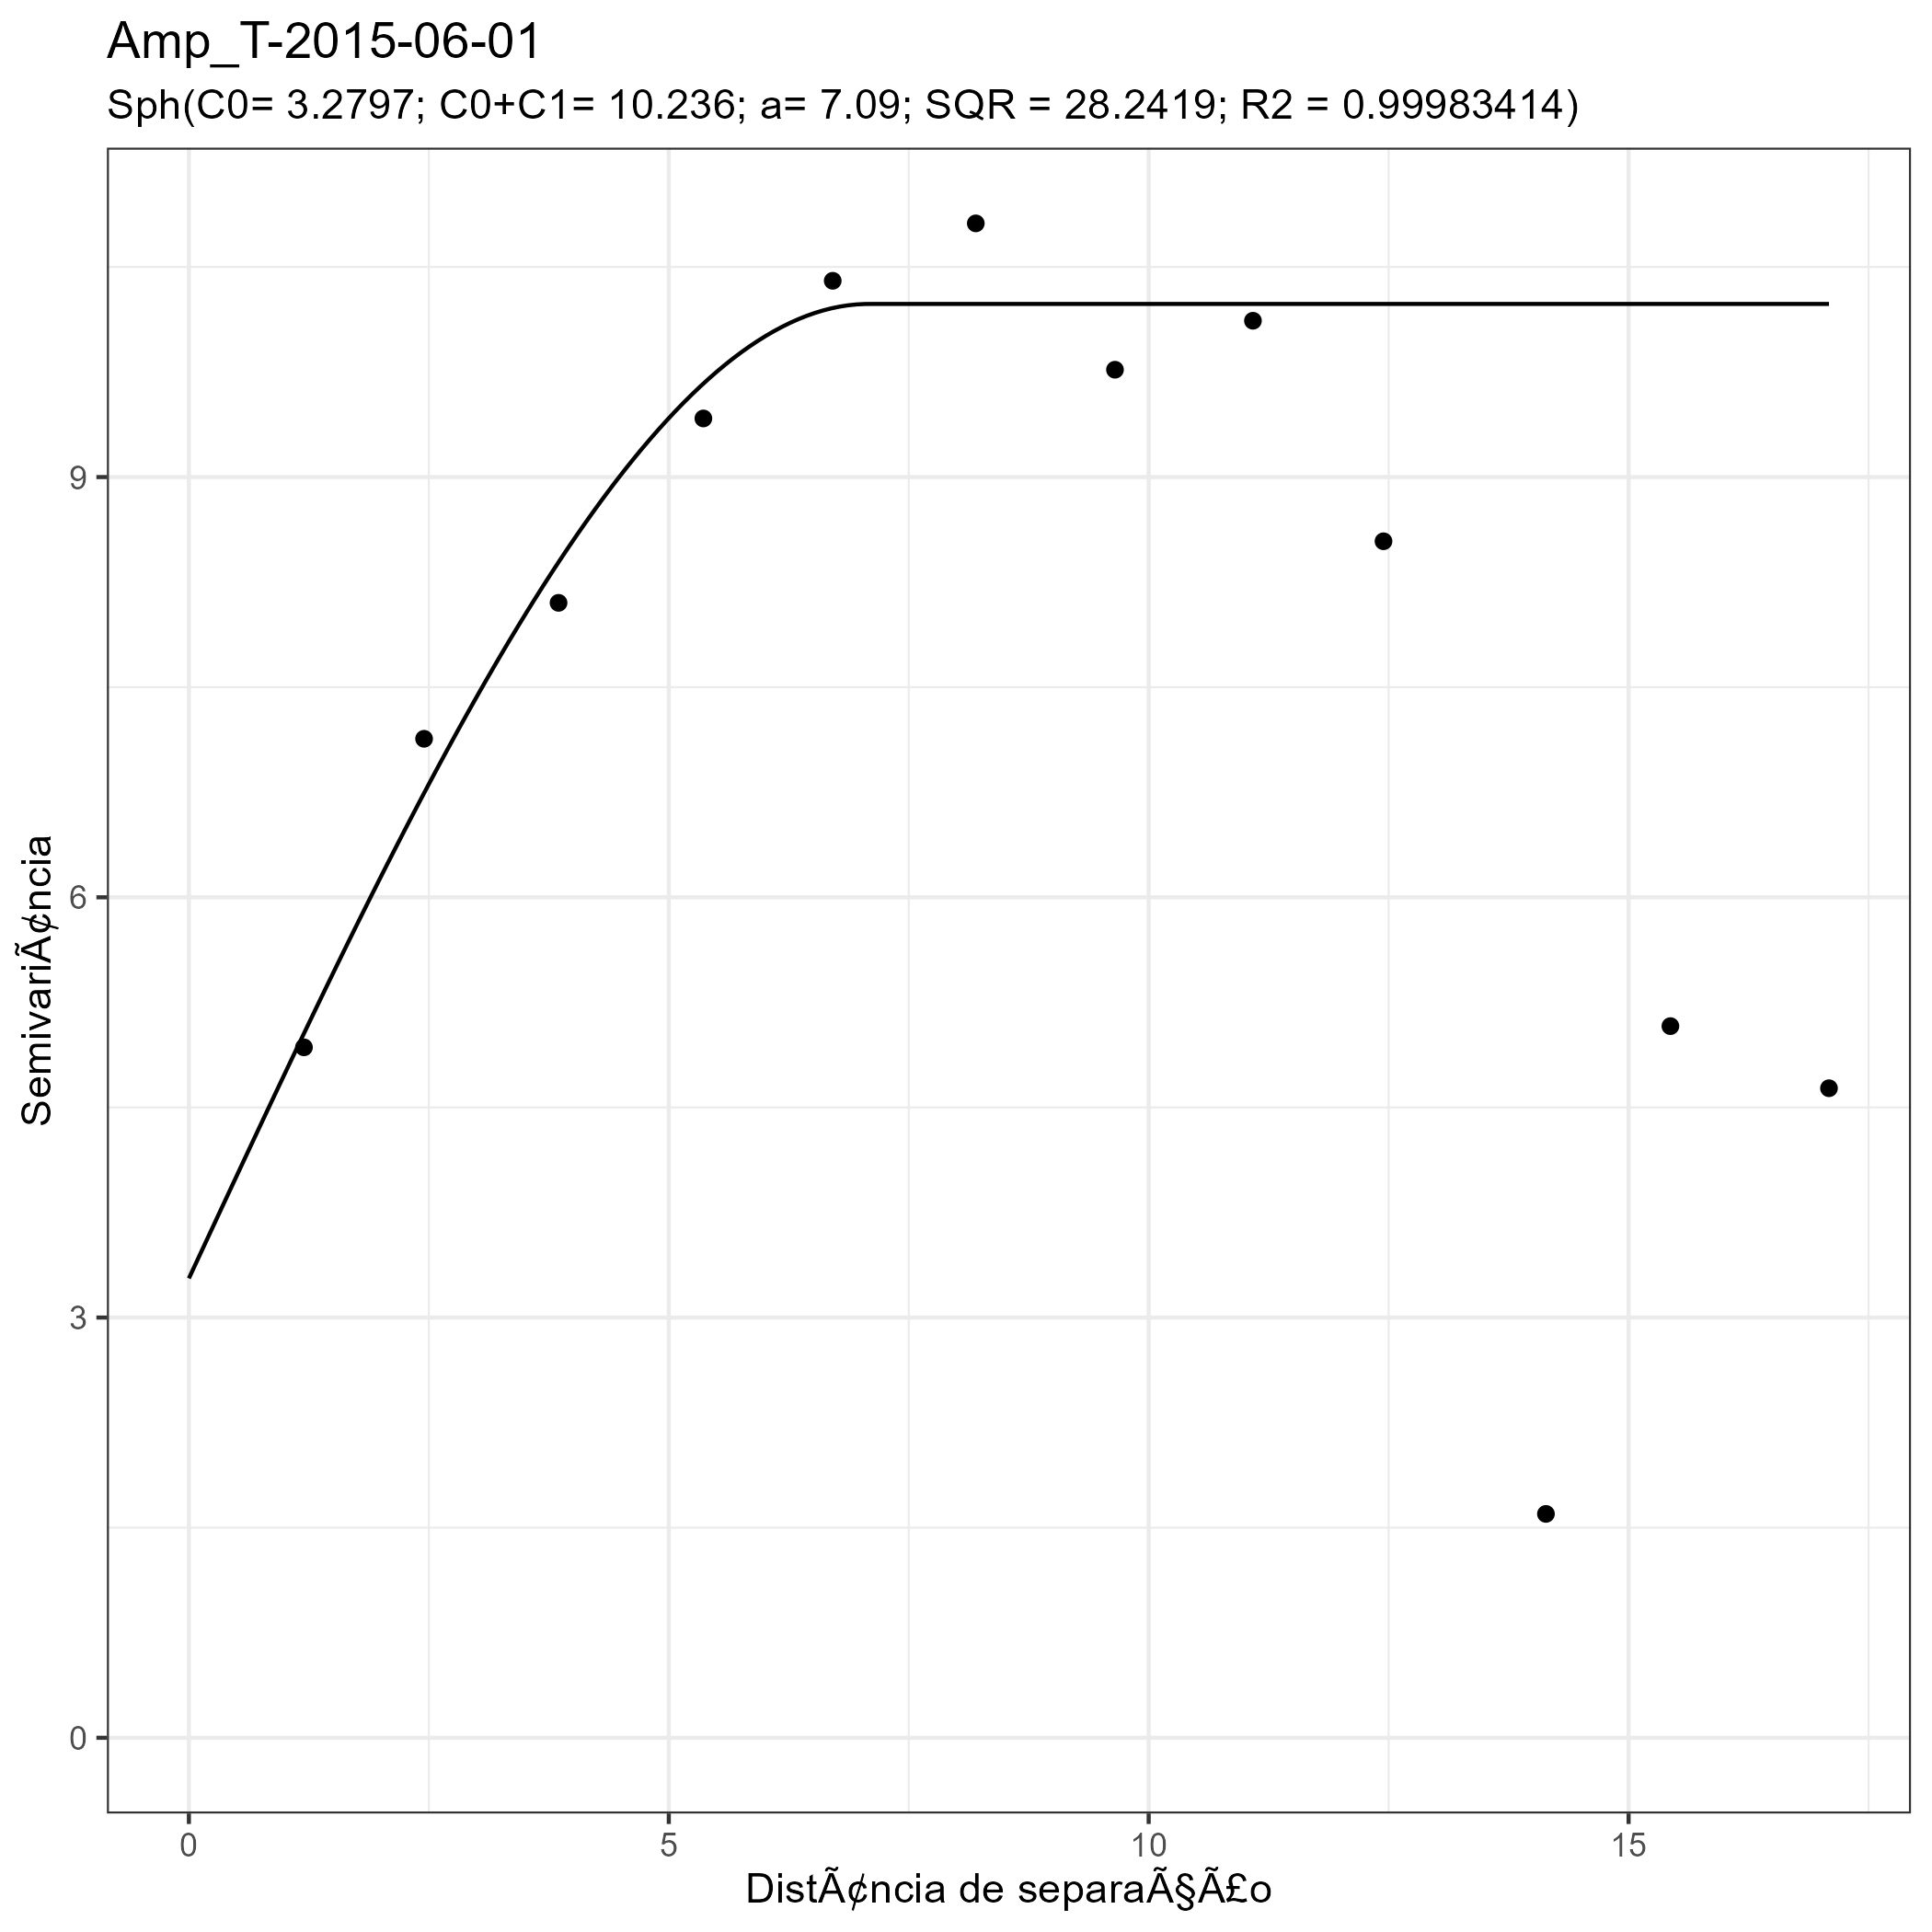 Amp_T-2015-06-01
Sph(C0= 3.2797; C0+C1= 10.236; a= 7.09; SQR = 28.2419; R2 = 0.99983414)
SemivariÃ¢ncia
9
6
3
0
0 5 10 15
DistÃ¢ncia de separaÃ§Ã£o